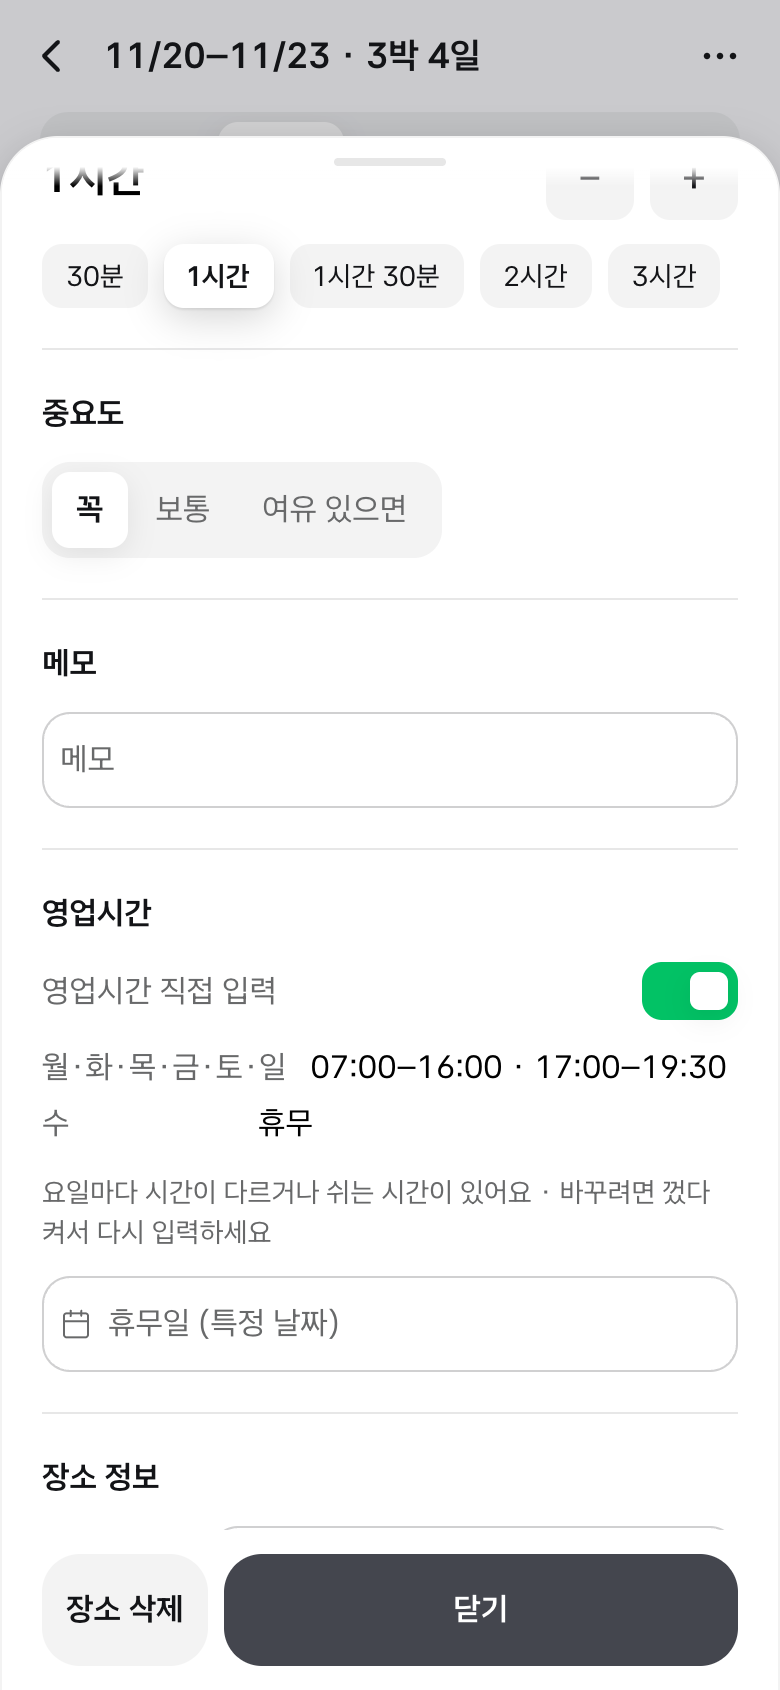 11/20–11/23 · 3박 4일
1시간
− +
30분 1시간 1시간 30분 2시간 3시간
중요도
꼭 보통 여유 있으면
메모
메모
영업시간
영업시간 직접 입력
월·화·목·금·토·일 07:00–16:00 · 17:00–19:30
수 휴무
요일마다 시간이 다르거나 쉬는 시간이 있어요 · 바꾸려면 껐다
켜서 다시 입력하세요
휴무일 (특정 날짜)
장소 정보
장소 삭제 닫기